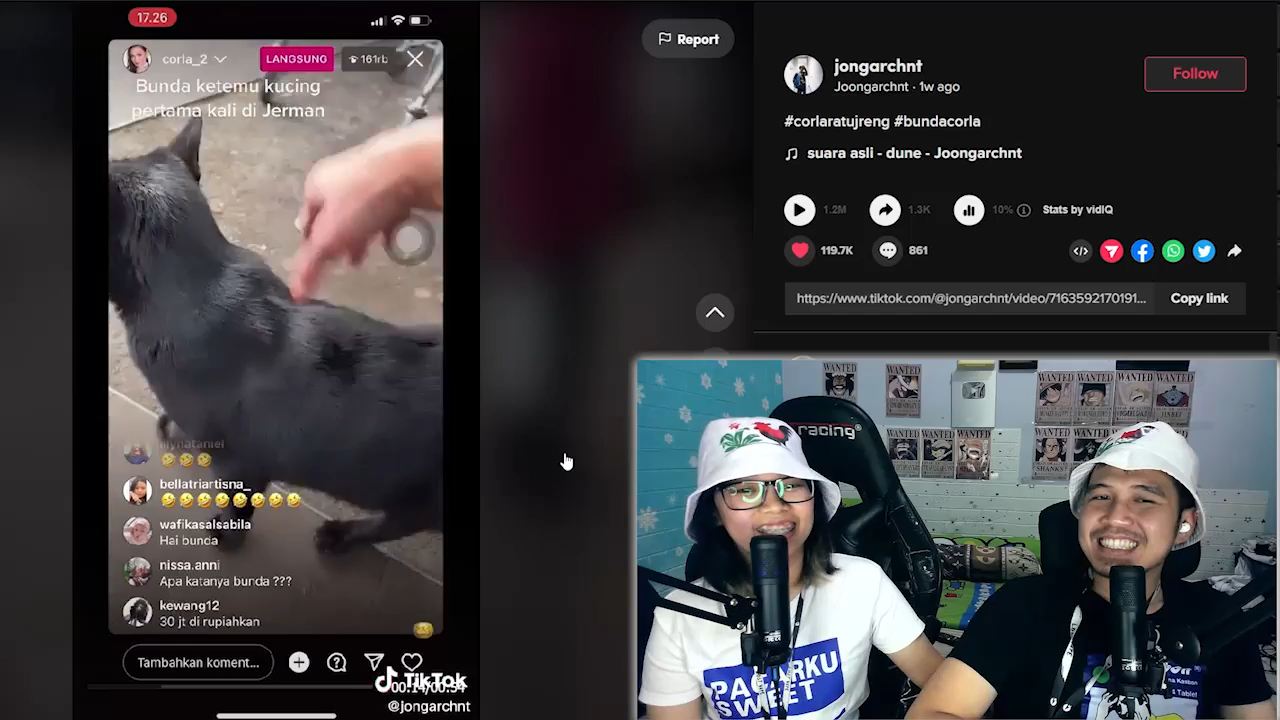 17.26
corla_2
LANGSUNG
161rb
Bunda ketemu kucing
pertama kali di Jerman
🤣🤣🤣
bellatriartisna_
🤣🤣🤣🤣🤣🤣🤣🤣
wafikasalsabila
Hai bunda
nissa.anni
Apa katanya bunda ???
kewang12
30 jt di rupiahkan
Tambahkan koment...
TikTok
@jongarchnt
Report
jongarchnt
Joongarchnt · 1w ago
Follow
#corlaratujreng #bundacorla
suara asli - dune - Joongarchnt
1.2M
1.3K
10%
Stats by vidIQ
119.7K
861
https://www.tiktok.com/@jongarchnt/video/7163592170191...
Copy link
WANTED
WANTED
WANTED
WANTED
WANTED
WANTED
racing
SWEET